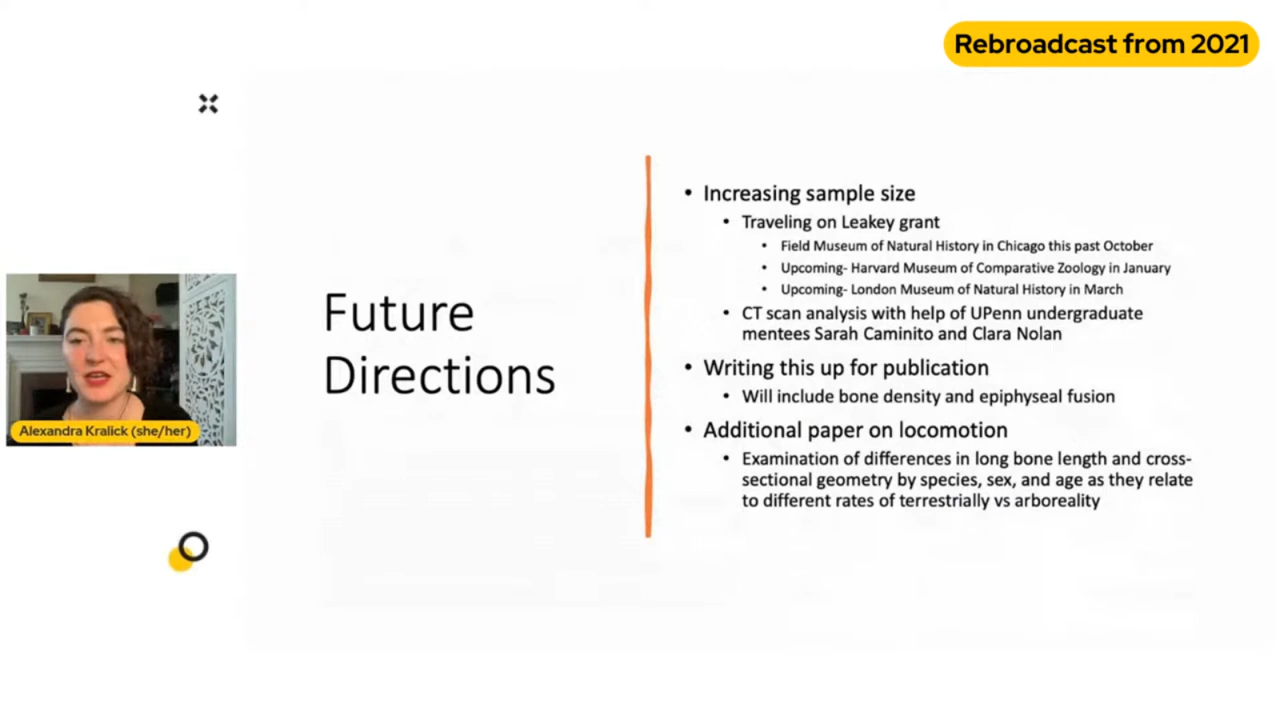 Rebroadcast from 2021
Alexandra Kralick (she/her)
Future
Directions
• Increasing sample size
• Traveling on Leakey grant
• Field Museum of Natural History in Chicago this past October
• Upcoming- Harvard Museum of Comparative Zoology in January
• Upcoming- London Museum of Natural History in March
• CT scan analysis with help of UPenn undergraduate
mentees Sarah Caminito and Clara Nolan
• Writing this up for publication
• Will include bone density and epiphyseal fusion
• Additional paper on locomotion
• Examination of differences in long bone length and cross-
sectional geometry by species, sex, and age as they relate
to different rates of terrestrially vs arboreality